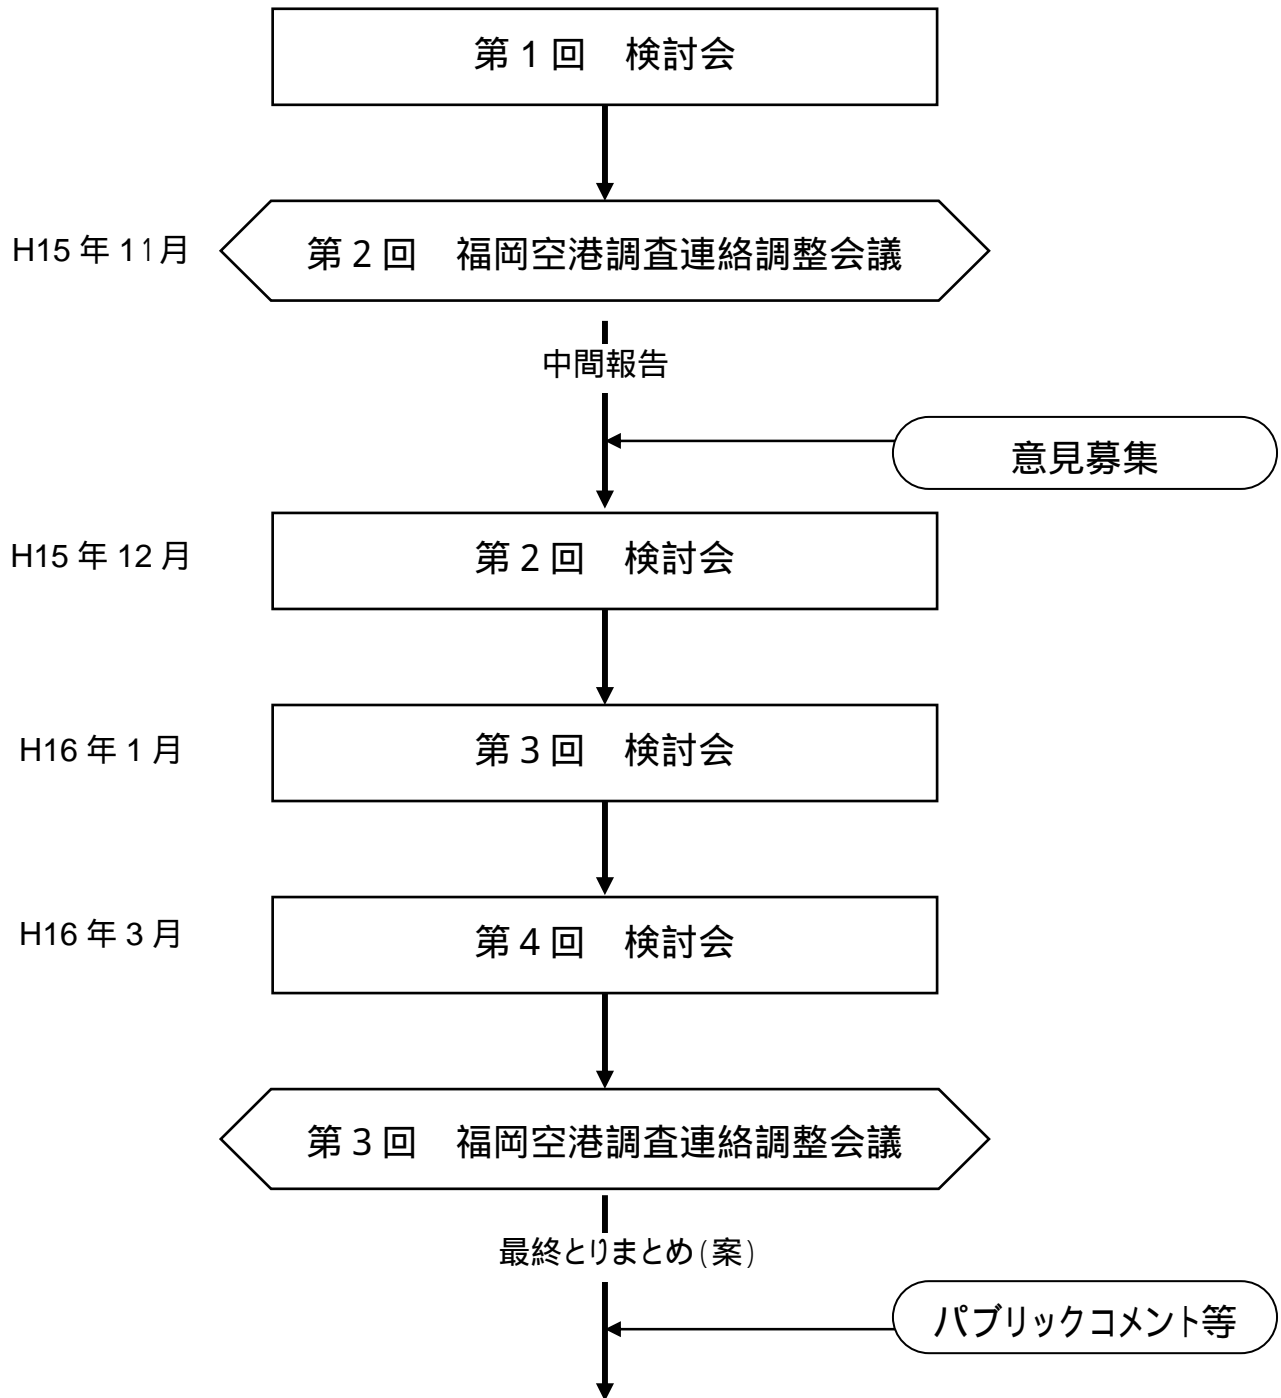 第1回　検討会
H15年11月
第2回　福岡空港調査連絡調整会議
中間報告
意見募集
H15年12月
第2回　検討会
H16年1月
第3回　検討会
H16年3月
第4回　検討会
第3回　福岡空港調査連絡調整会議
最終とりまとめ(案)
パブリックコメント等